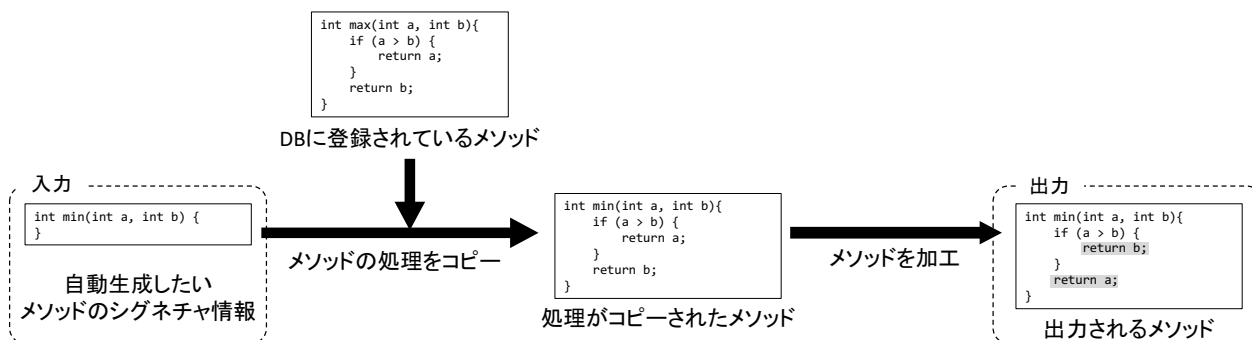 int max(int a, int b){
    if (a > b) {
        return a;
    }
    return b;
}
DBに登録されているメソッド
入力
int min(int a, int b) {
}
自動生成したい
メソッドのシグネチャ情報
メソッドの処理をコピー
int min(int a, int b){
    if (a > b) {
        return a;
    }
    return b;
}
処理がコピーされたメソッド
メソッドを加工
出力
int min(int a, int b){
    if (a > b) {
        return b;
    }
    return a;
}
出力されるメソッド